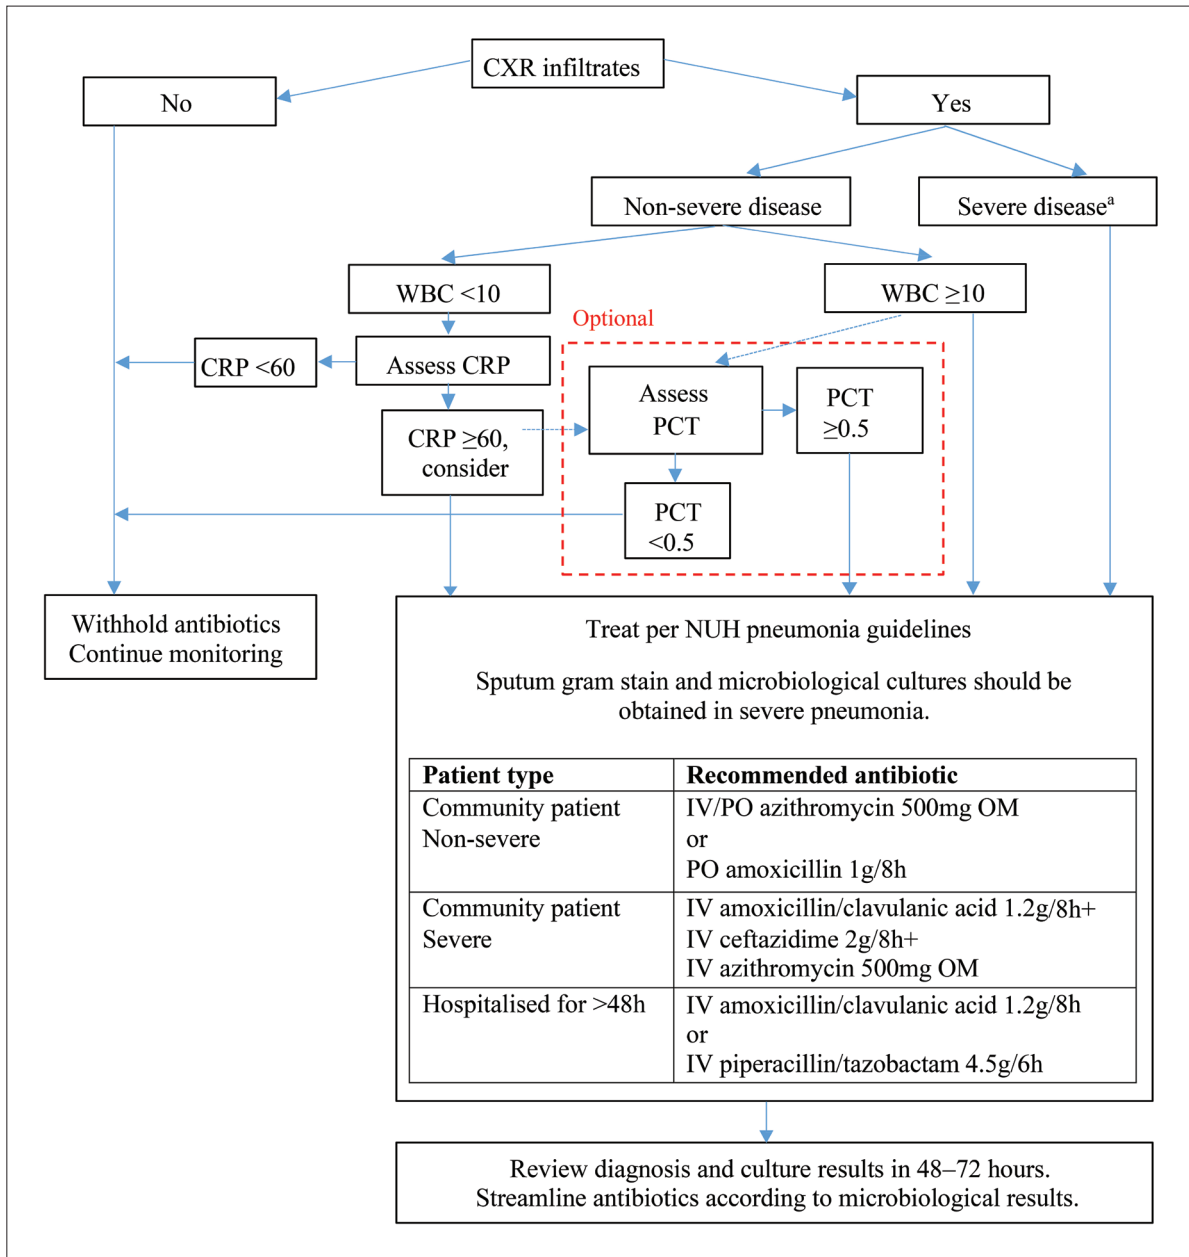 CXR infiltrates
No
Yes
Non-severe disease
Severe diseaseᵃ
WBC <10
WBC ≥10
Optional
CRP <60
Assess CRP
Assess
PCT
PCT
≥0.5
CRP ≥60,
consider
PCT
<0.5
Withhold antibiotics
Continue monitoring
Treat per NUH pneumonia guidelines
Sputum gram stain and microbiological cultures should be
obtained in severe pneumonia.
Patient type
Recommended antibiotic
Community patient
Non-severe
IV/PO azithromycin 500mg OM
or
PO amoxicillin 1g/8h
Community patient
Severe
IV amoxicillin/clavulanic acid 1.2g/8h+
IV ceftazidime 2g/8h+
IV azithromycin 500mg OM
Hospitalised for >48h
IV amoxicillin/clavulanic acid 1.2g/8h
or
IV piperacillin/tazobactam 4.5g/6h
Review diagnosis and culture results in 48–72 hours.
Streamline antibiotics according to microbiological results.